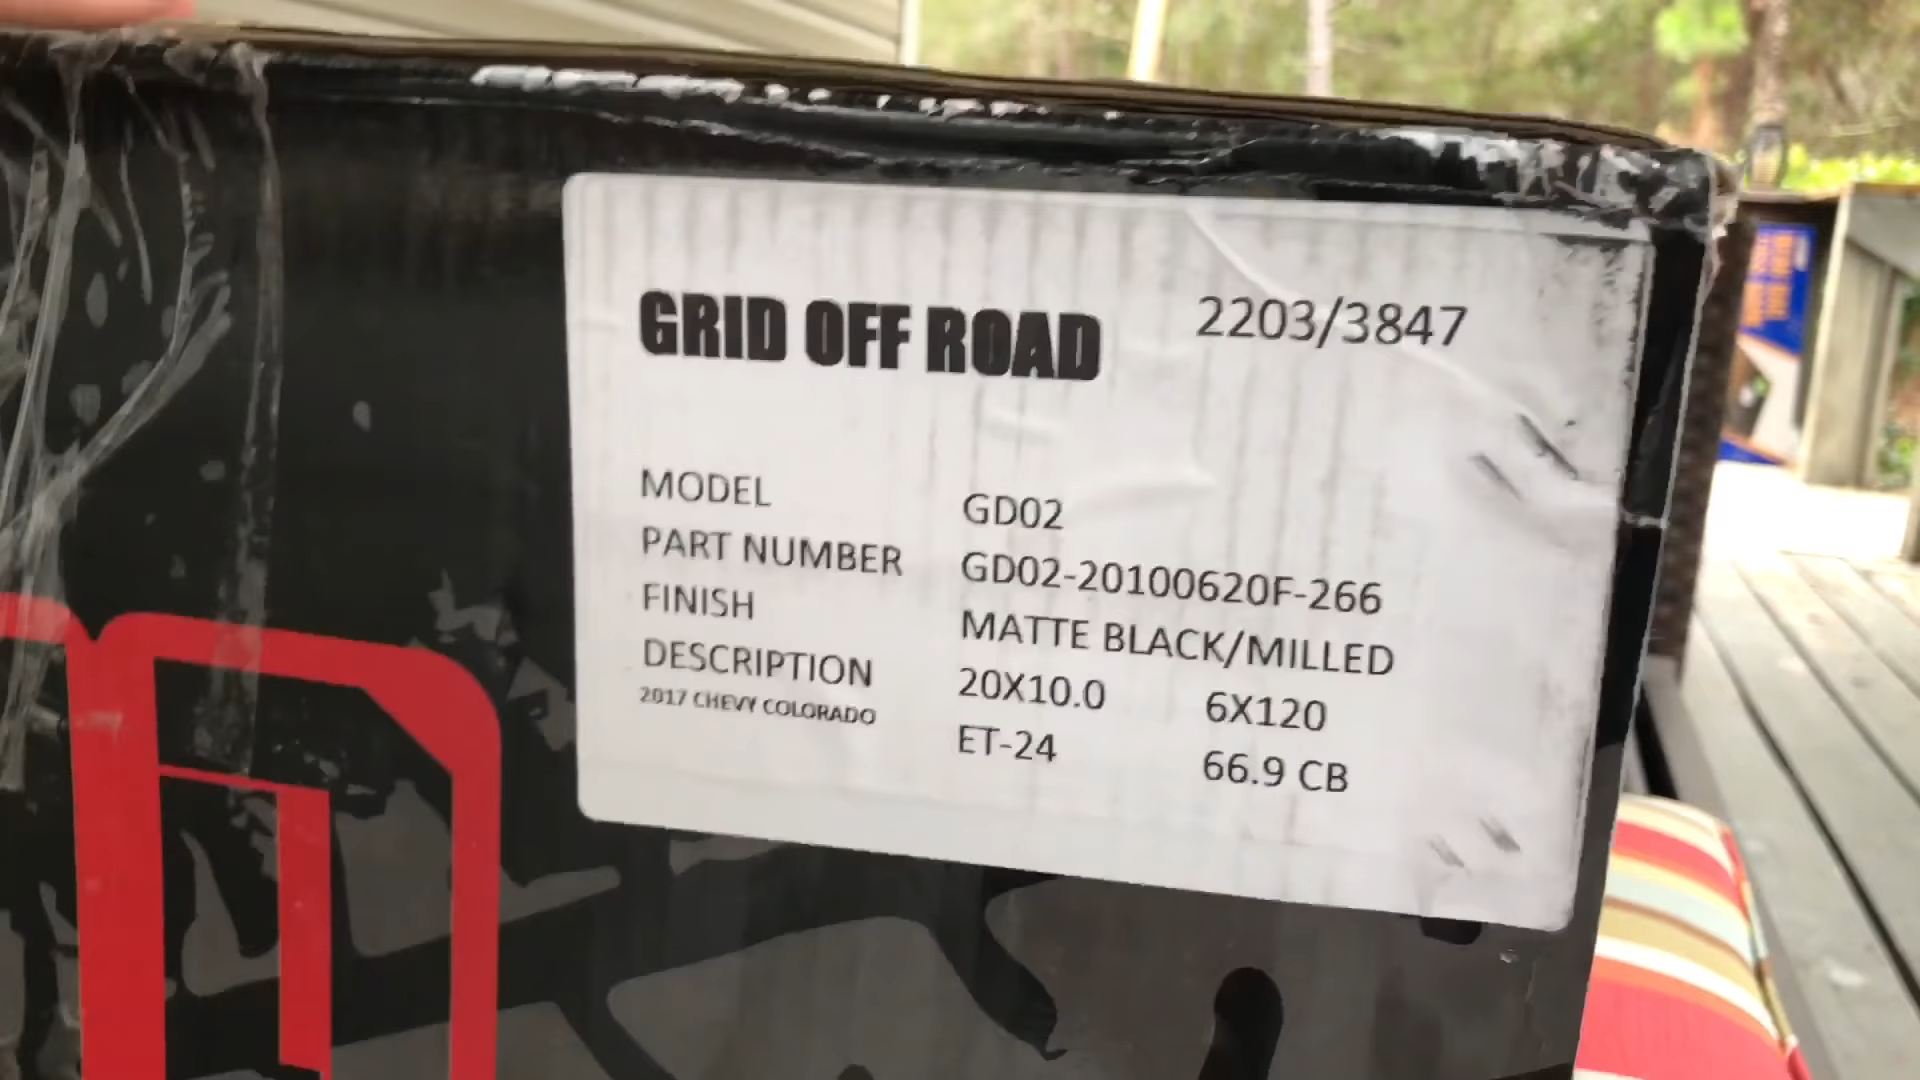 GRID OFF ROAD 2203/3847
MODEL GD02
PART NUMBER GD02-20100620F-266
FINISH MATTE BLACK/MILLED
DESCRIPTION 20X10.0 6X120
2017 CHEVY COLORADO
ET-24 66.9 CB